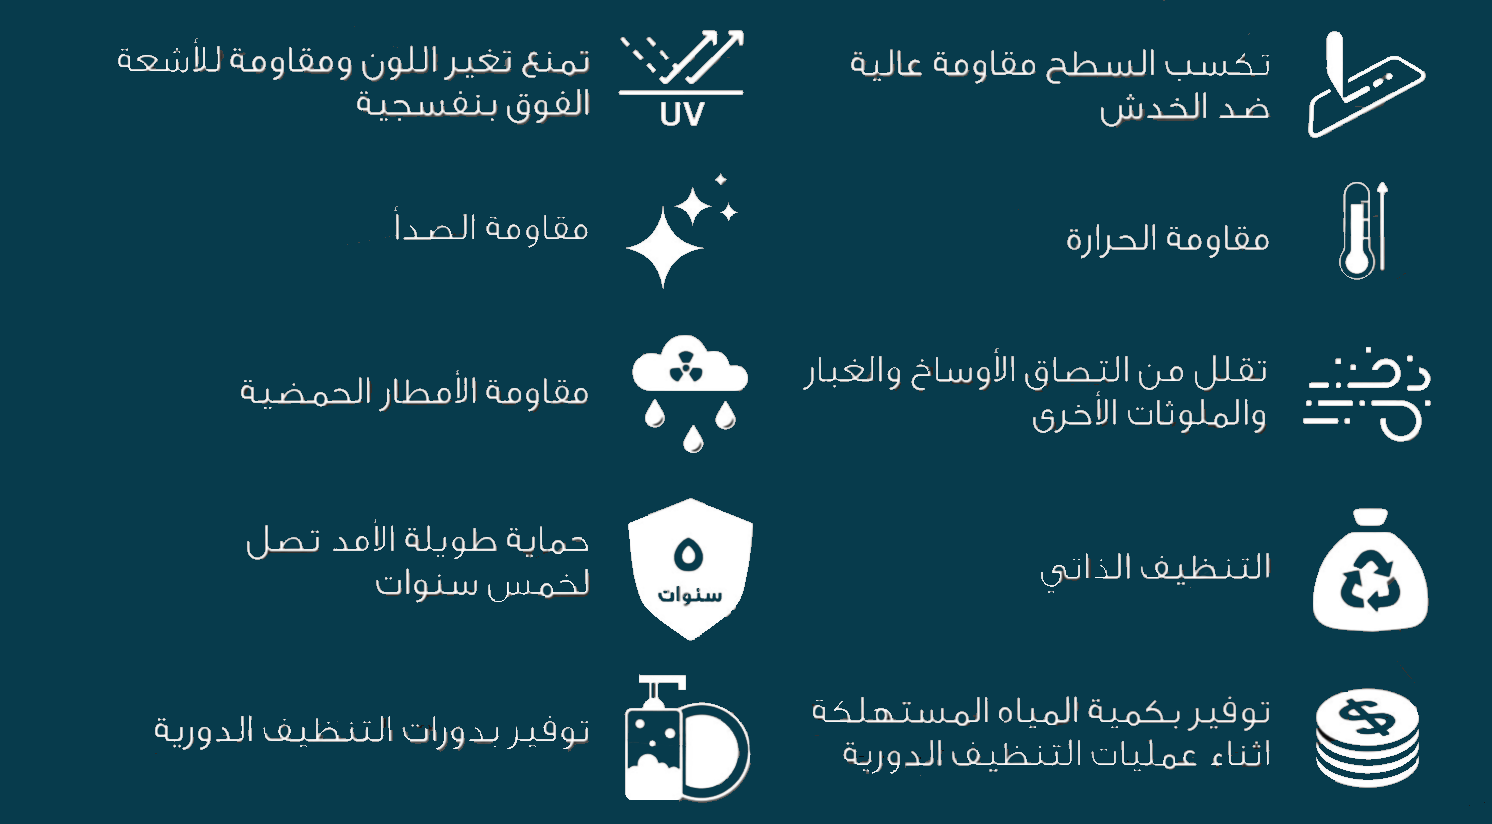 تكسب السطح مقاومة عالية
ضد الخدش
تمنع تغير اللون ومقاومة للأشعة
الفوق بنفسجية
UV
مقاومة الحرارة
مقاومة الصدأ
تقلل من التصاق الأوساخ والغبار
والملوثات الأخرى
مقاومة الأمطار الحمضية
التنظيف الذاتي
حماية طويلة الأمد تصل
لخمس سنوات
٥
سنوات
توفير بكمية المياه المستهلكة
اثناء عمليات التنظيف الدورية
$
توفير بدورات التنظيف الدورية